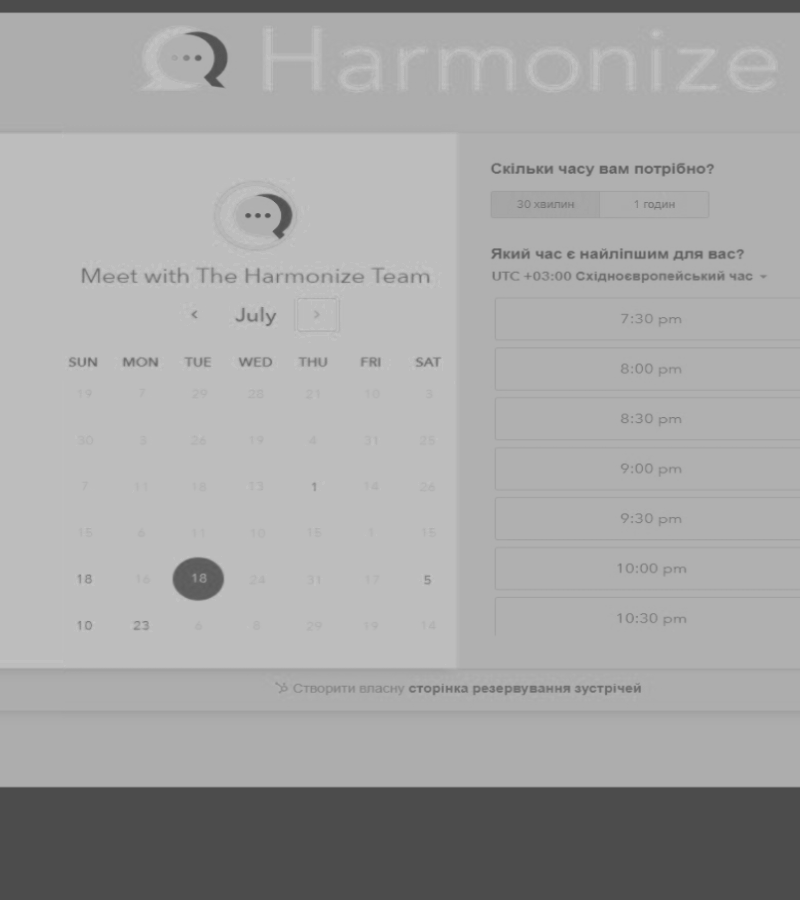 Harmonize
Meet with The Harmonize Team
July
SUN MON TUE WED THU FRI SAT
19 7 29 28 21 10 5
30 3 26 19 4 31 25
7 11 18 13 1 14 26
15 6 11 10 15 1 15
18 16 18 24 31 17 5
10 23 6 8 29 19 14
Скільки часу вам потрібно?
30 хвилин 1 годин
Який час є найліпшим для вас?
UTC +03:00 Східноєвропейський час
7:30 pm
8:00 pm
8:30 pm
9:00 pm
9:30 pm
10:00 pm
10:30 pm
Створити власну сторінка резервування зустрічей